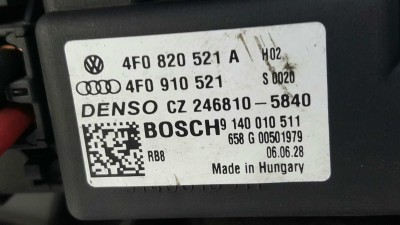 4F0 820 521 A H02
4F0 910 521 S 0020
DENSO CZ 246810-5840
BOSCH 9 140 010 511
658 G 00501979
RB8 06.06.28
Made in Hungary